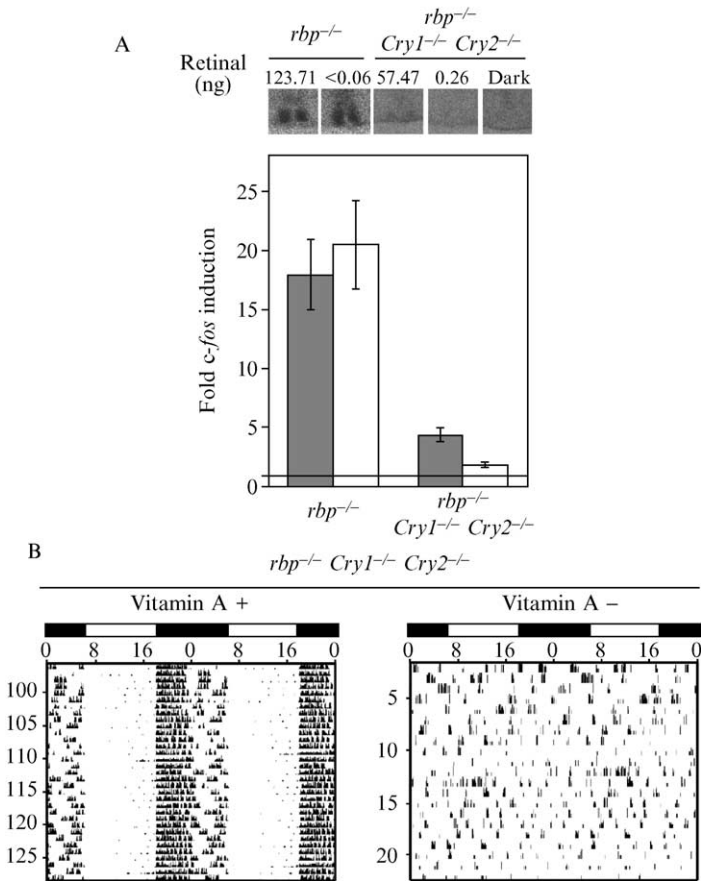 A
rbp–/–
rbp–/–
Cry1–/– Cry2–/–
Retinal
(ng)
123.71 <0.06 57.47 0.26 Dark
Fold c-fos induction
25
20
15
10
5
0
rbp–/–
rbp–/–
Cry1–/– Cry2–/–
B
rbp–/– Cry1–/– Cry2–/–
Vitamin A +
Vitamin A –
0 8 16 0 8 16 0
0 8 16 0 8 16 0
100
105
110
115
120
125
5
10
15
20